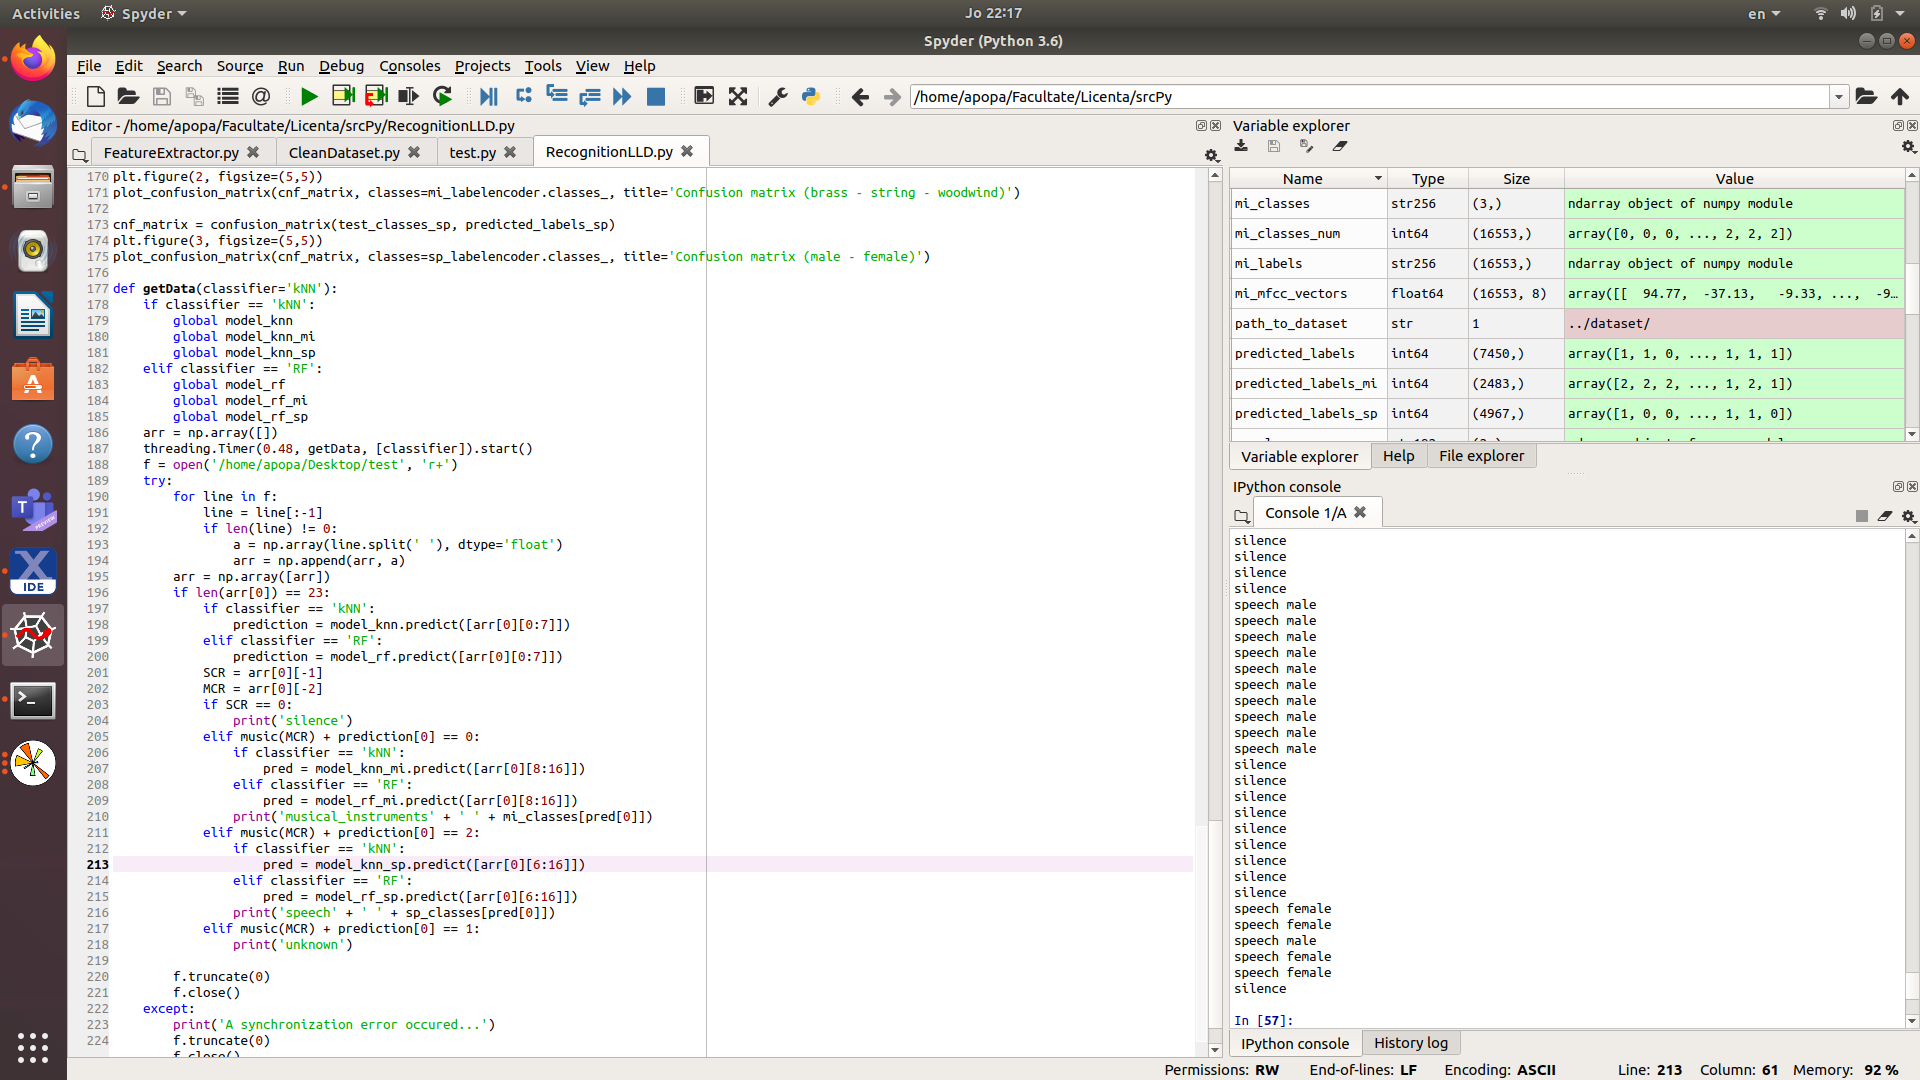 Activities Spyder Jo 22:17 en
Spyder (Python 3.6)
File Edit Search Source Run Debug Consoles Projects Tools View Help
/home/apopa/Facultate/Licenta/srcPy
Editor - /home/apopa/Facultate/Licenta/srcPy/RecognitionLLD.py
FeatureExtractor.py CleanDataset.py test.py RecognitionLLD.py
170 plt.figure(2, figsize=(5,5))
171 plot_confusion_matrix(cnf_matrix, classes=mi_labelencoder.classes_, title='Confusion matrix (brass - string - woodwind)')
172
173 cnf_matrix = confusion_matrix(test_classes_sp, predicted_labels_sp)
174 plt.figure(3, figsize=(5,5))
175 plot_confusion_matrix(cnf_matrix, classes=sp_labelencoder.classes_, title='Confusion matrix (male - female)')
176
177 def getData(classifier='kNN'):
178     if classifier == 'kNN':
179         global model_knn
180         global model_knn_mi
181         global model_knn_sp
182     elif classifier == 'RF':
183         global model_rf
184         global model_rf_mi
185         global model_rf_sp
186     arr = np.array([])
187     threading.Timer(0.48, getData, [classifier]).start()
188     f = open('/home/apopa/Desktop/test', 'r+')
189     try:
190         for line in f:
191             line = line[:-1]
192             if len(line) != 0:
193                 a = np.array(line.split(' '), dtype='float')
194                 arr = np.append(arr, a)
195         arr = np.array([arr])
196         if len(arr[0]) == 23:
197             if classifier == 'kNN':
198                 prediction = model_knn.predict([arr[0][0:7]])
199             elif classifier == 'RF':
200                 prediction = model_rf.predict([arr[0][0:7]])
201             SCR = arr[0][-1]
202             MCR = arr[0][-2]
203             if SCR == 0:
204                 print('silence')
205             elif music(MCR) + prediction[0] == 0:
206                 if classifier == 'kNN':
207                     pred = model_knn_mi.predict([arr[0][8:16]])
208                 elif classifier == 'RF':
209                     pred = model_rf_mi.predict([arr[0][8:16]])
210                 print('musical_instruments' + ' ' + mi_classes[pred[0]])
211             elif music(MCR) + prediction[0] == 2:
212                 if classifier == 'kNN':
213                     pred = model_knn_sp.predict([arr[0][6:16]])
214                 elif classifier == 'RF':
215                     pred = model_rf_sp.predict([arr[0][6:16]])
216                 print('speech' + ' ' + sp_classes[pred[0]])
217             elif music(MCR) + prediction[0] == 1:
218                 print('unknown')
219
220         f.truncate(0)
221         f.close()
222     except:
223         print('A synchronization error occured...')
224         f.truncate(0)
f.close()
Variable explorer
Name Type Size Value
mi_classes str256 (3,) ndarray object of numpy module
mi_classes_num int64 (16553,) array([0, 0, 0, ..., 2, 2, 2])
mi_labels str256 (16553,) ndarray object of numpy module
mi_mfcc_vectors float64 (16553, 8) array([[ 94.77, -37.13, -9.33, ..., -9...
path_to_dataset str 1 ../dataset/
predicted_labels int64 (7450,) array([1, 1, 0, ..., 1, 1, 1])
predicted_labels_mi int64 (2483,) array([2, 2, 2, ..., 1, 2, 1])
predicted_labels_sp int64 (4967,) array([1, 0, 0, ..., 1, 1, 0])
Variable explorer Help File explorer
IPython console
Console 1/A
silence
silence
silence
silence
speech male
speech male
speech male
speech male
speech male
speech male
speech male
speech male
speech male
speech male
silence
silence
silence
silence
silence
silence
silence
silence
silence
speech female
speech female
speech male
speech female
speech female
silence
In [57]:
IPython console History log
Permissions: RW End-of-lines: LF Encoding: ASCII Line: 213 Column: 61 Memory: 92 %
T
PREVIEW
X
IDE